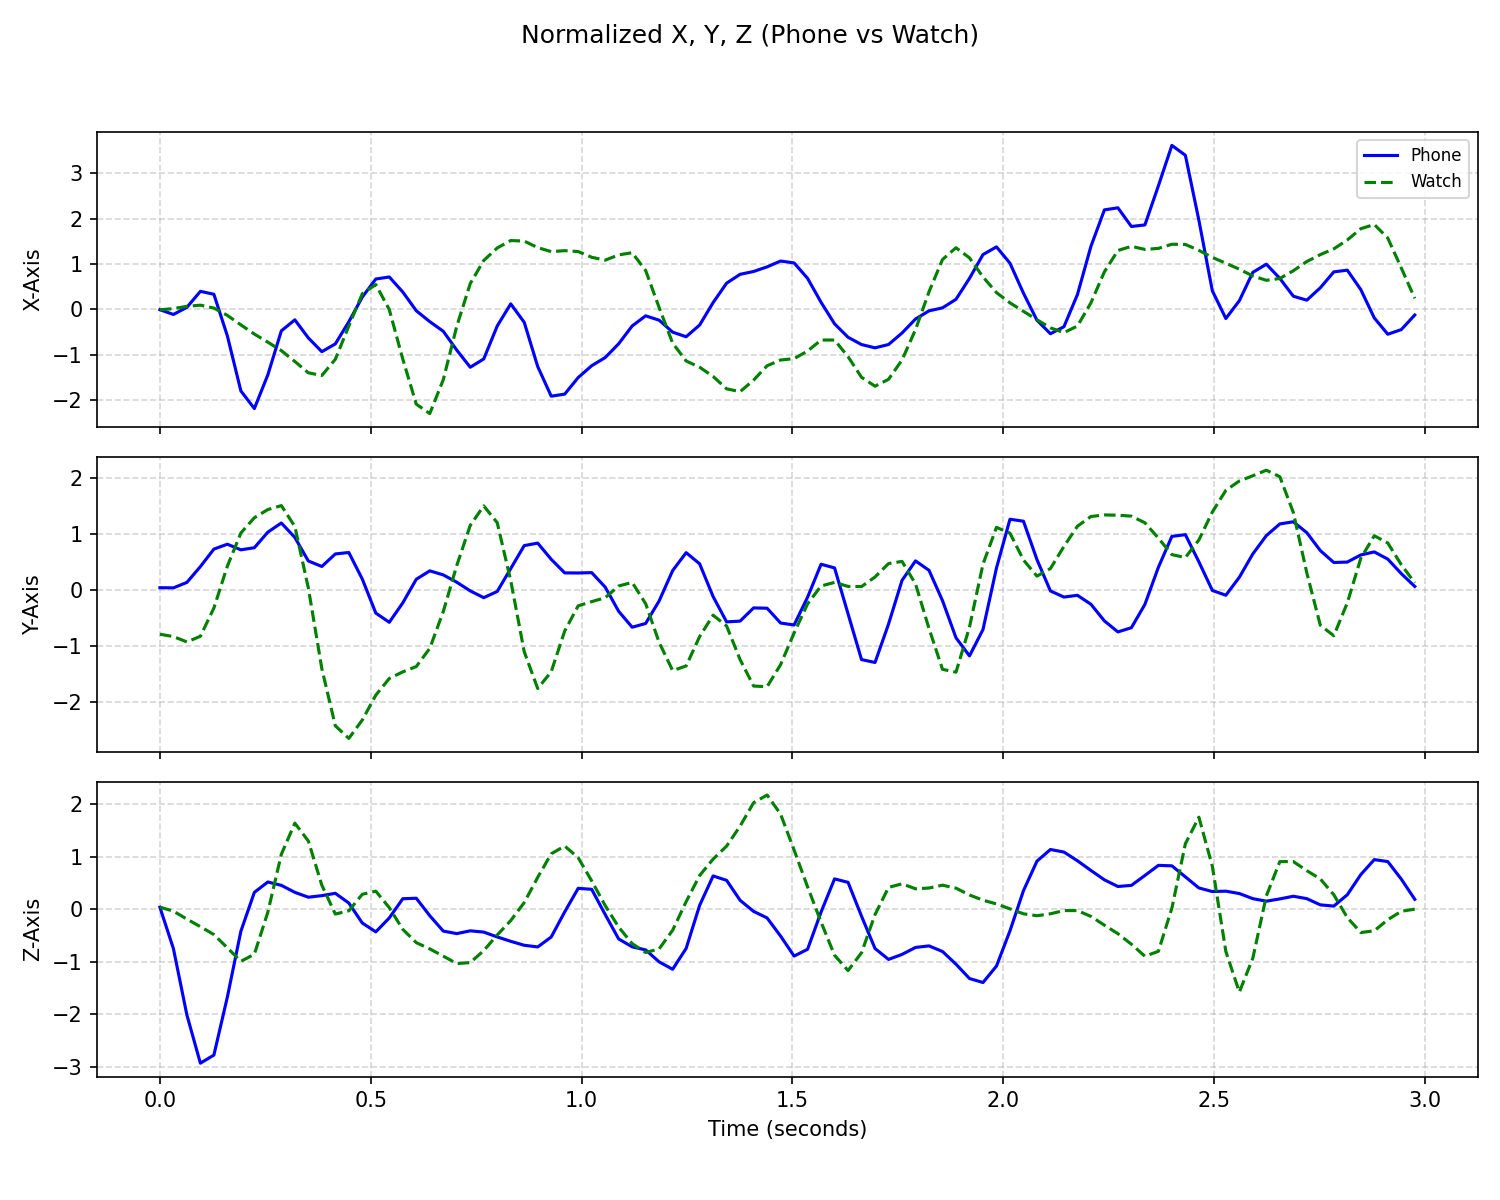 Normalized X, Y, Z (Phone vs Watch)
X-Axis
3
2
1
0
−1
−2
Phone
Watch
Y-Axis
2
1
0
−1
−2
Z-Axis
2
1
0
−1
−2
−3
0.0 0.5 1.0 1.5 2.0 2.5 3.0
Time (seconds)